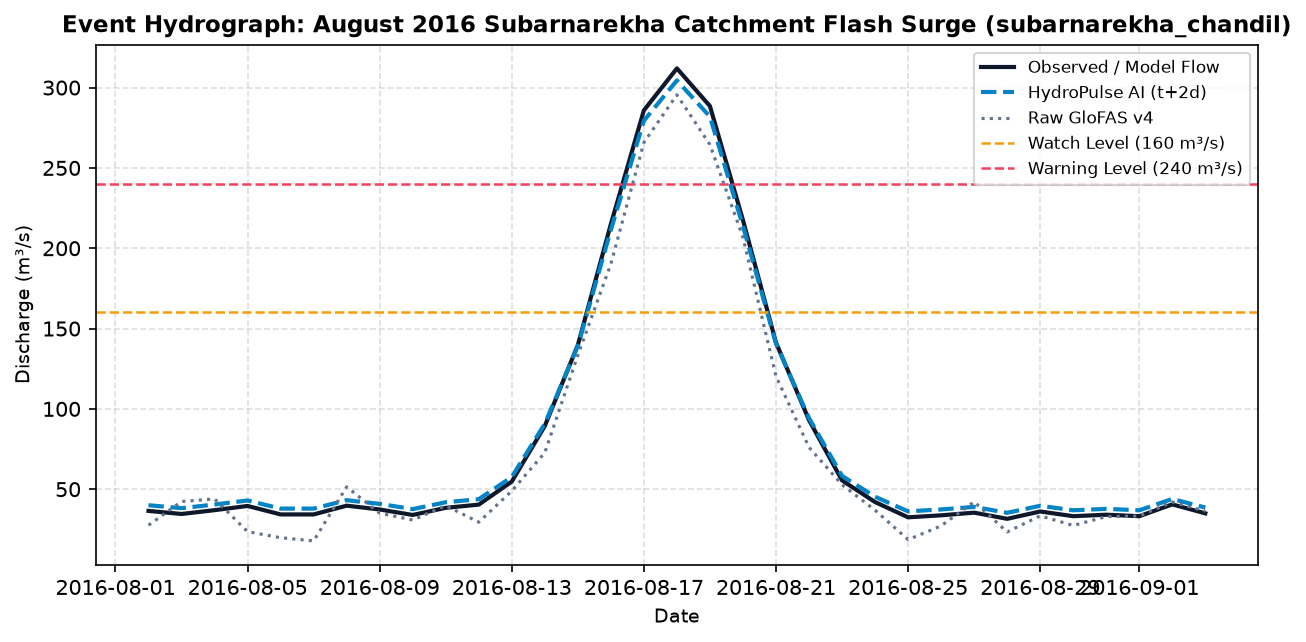 Event Hydrograph: August 2016 Subarnarekha Catchment Flash Surge (subarnarekha_chandil)
Observed / Model Flow
HydroPulse AI (t+2d)
Raw GloFAS v4
Watch Level (160 m³/s)
Warning Level (240 m³/s)
Discharge (m³/s)
300
250
200
150
100
50
2016-08-01 2016-08-05 2016-08-09 2016-08-13 2016-08-17 2016-08-21 2016-08-25 2016-08-29 2016-09-01
Date